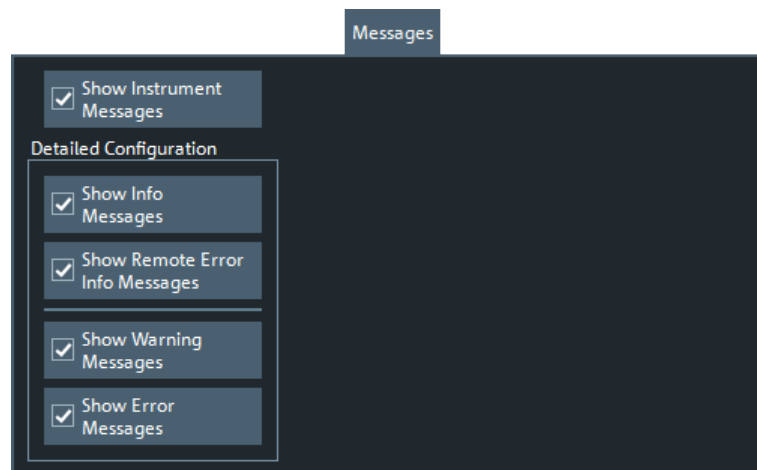 Messages
Show Instrument
Messages
Detailed Configuration
Show Info
Messages
Show Remote Error
Info Messages
Show Warning
Messages
Show Error
Messages